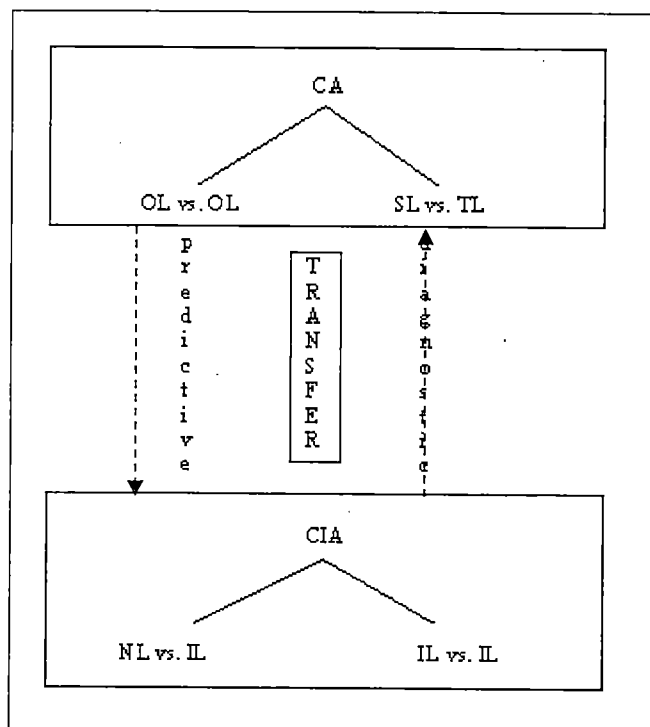 CA
OL vs. OL
SL vs. TL
predictive
TRANSFER
diagnostic
CIA
NL vs. IL
IL vs. IL